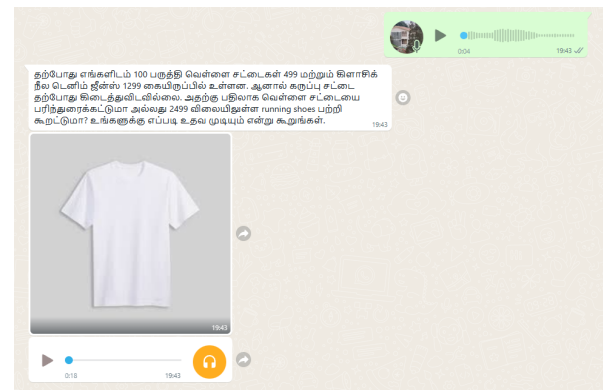 0:04
19:43
தற்போது எங்களிடம் 100 பருத்தி வெள்ளை சட்டைகள் 499 மற்றும் கிளாசிக்
நீல டெனிம் ஜீன்ஸ் 1299 கையிருப்பில் உள்ளன. ஆனால் கருப்பு சட்டை
தற்போது கிடைத்துவிடவில்லை. அதற்கு பதிலாக வெள்ளை சட்டையை
பரிந்துரைக்கட்டுமா அல்லது 2499 விலையிலுள்ள running shoes பற்றி
கூறட்டுமா? உங்களுக்கு எப்படி உதவ முடியும் என்று கூறுங்கள்.
19:43
19:43
0:18
19:43